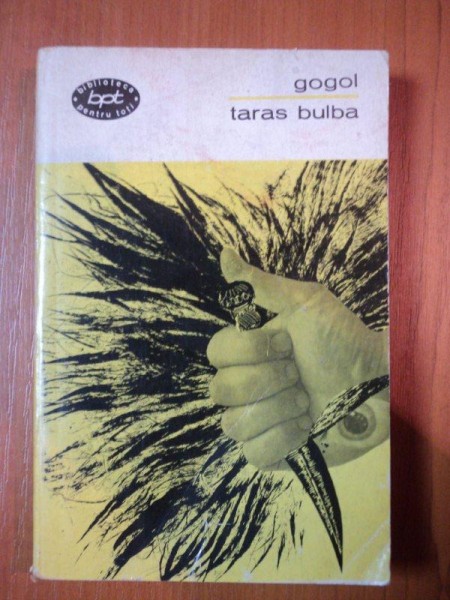 biblioteca
bpt
pentru toți
gogol
taras bulba